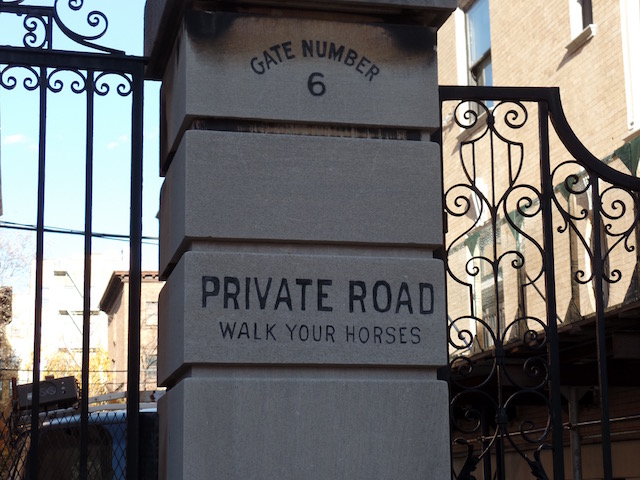 GATE NUMBER
6
PRIVATE ROAD
WALK YOUR HORSES